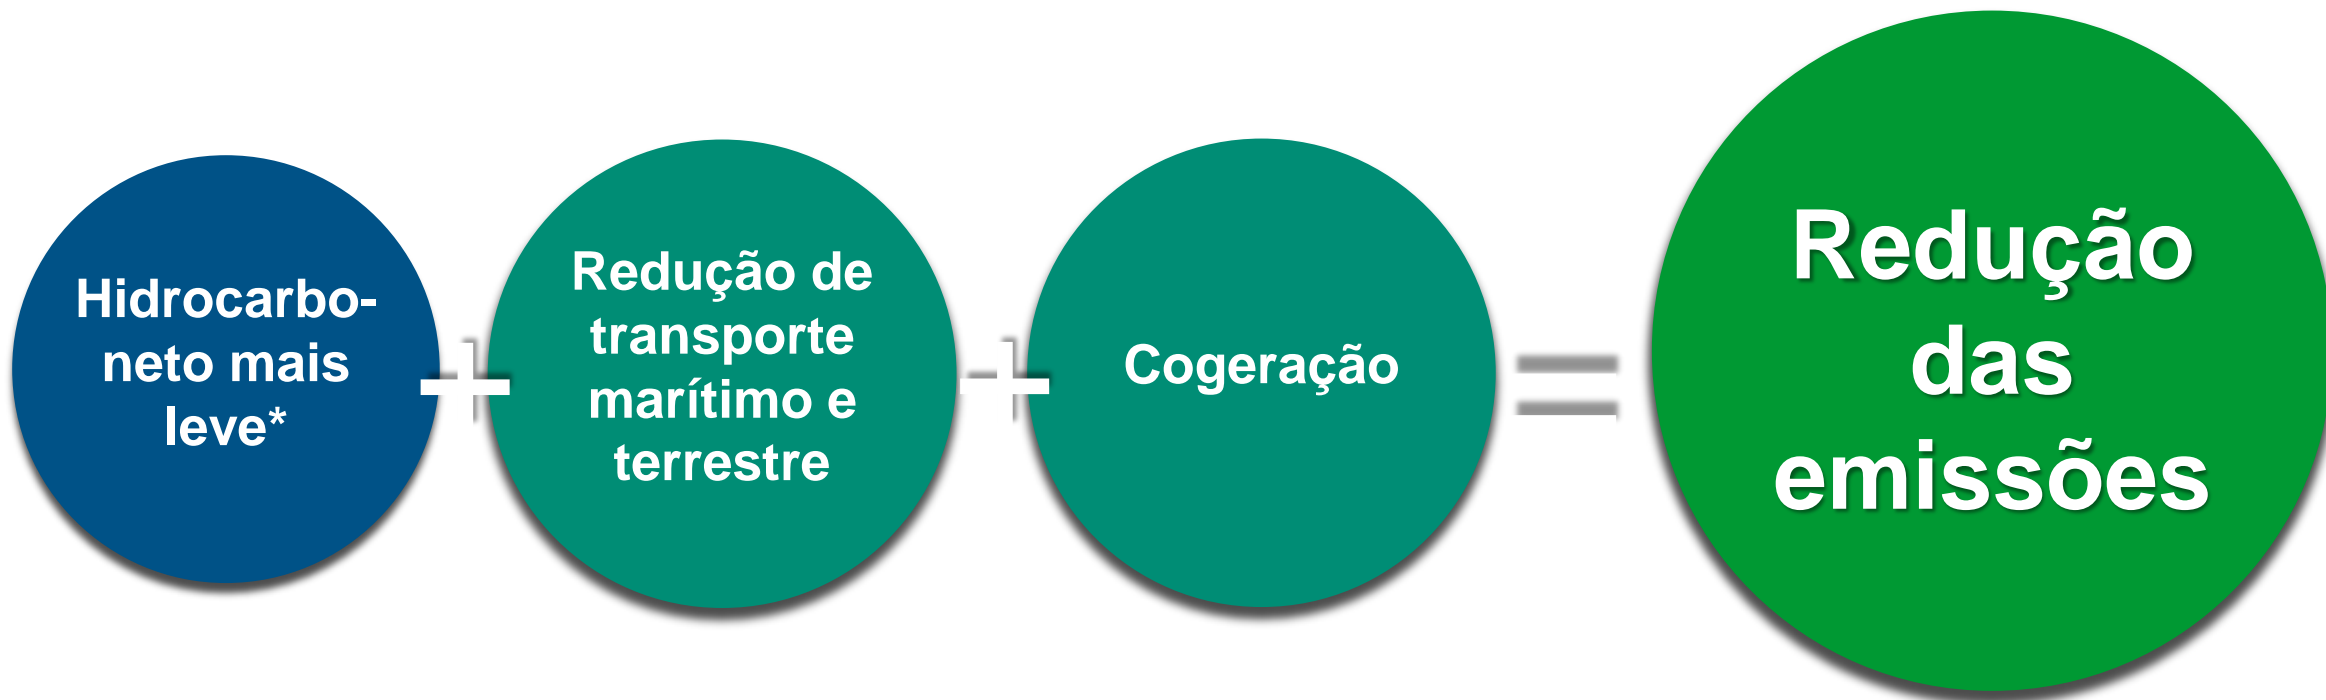 Hidrocarbo-
neto mais
leve*
+
Redução de
transporte
marítimo e
terrestre
+
Cogeração
=
Redução
das
emissões